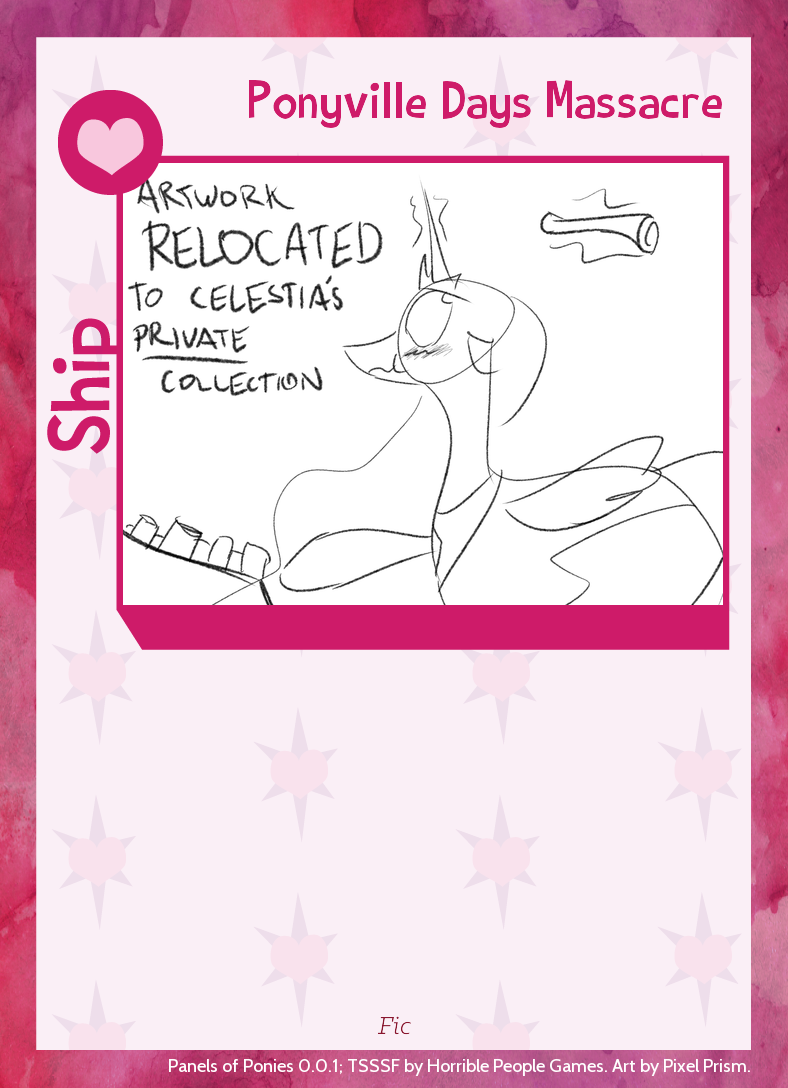 Ponyville Days Massacre
ARTWORK
RELOCATED
TO CELESTIA'S
PRIVATE
COLLECTION
Ship
Fic
Panels of Ponies 0.0.1; TSSSF by Horrible People Games. Art by Pixel Prism.